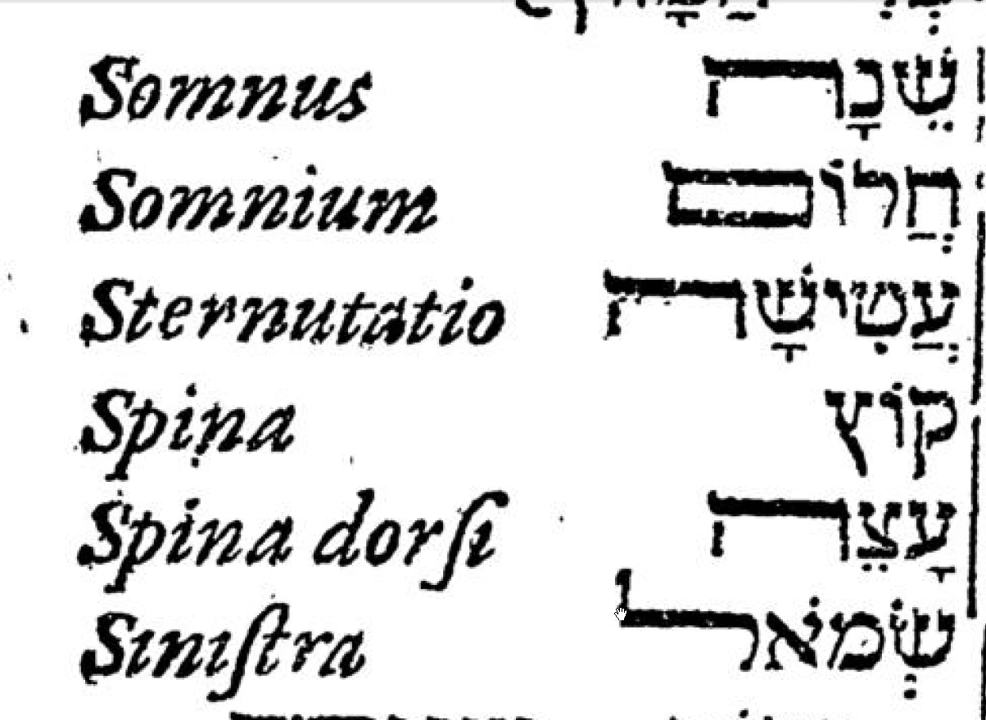 Somnus שֵׁנָה
Somnium חֲלוֹם
Sternutatio עֲטִישָׁה
Spina קוֹץ
Spina dorſi עָצֶה
Siniſtra שְׂמֹאל